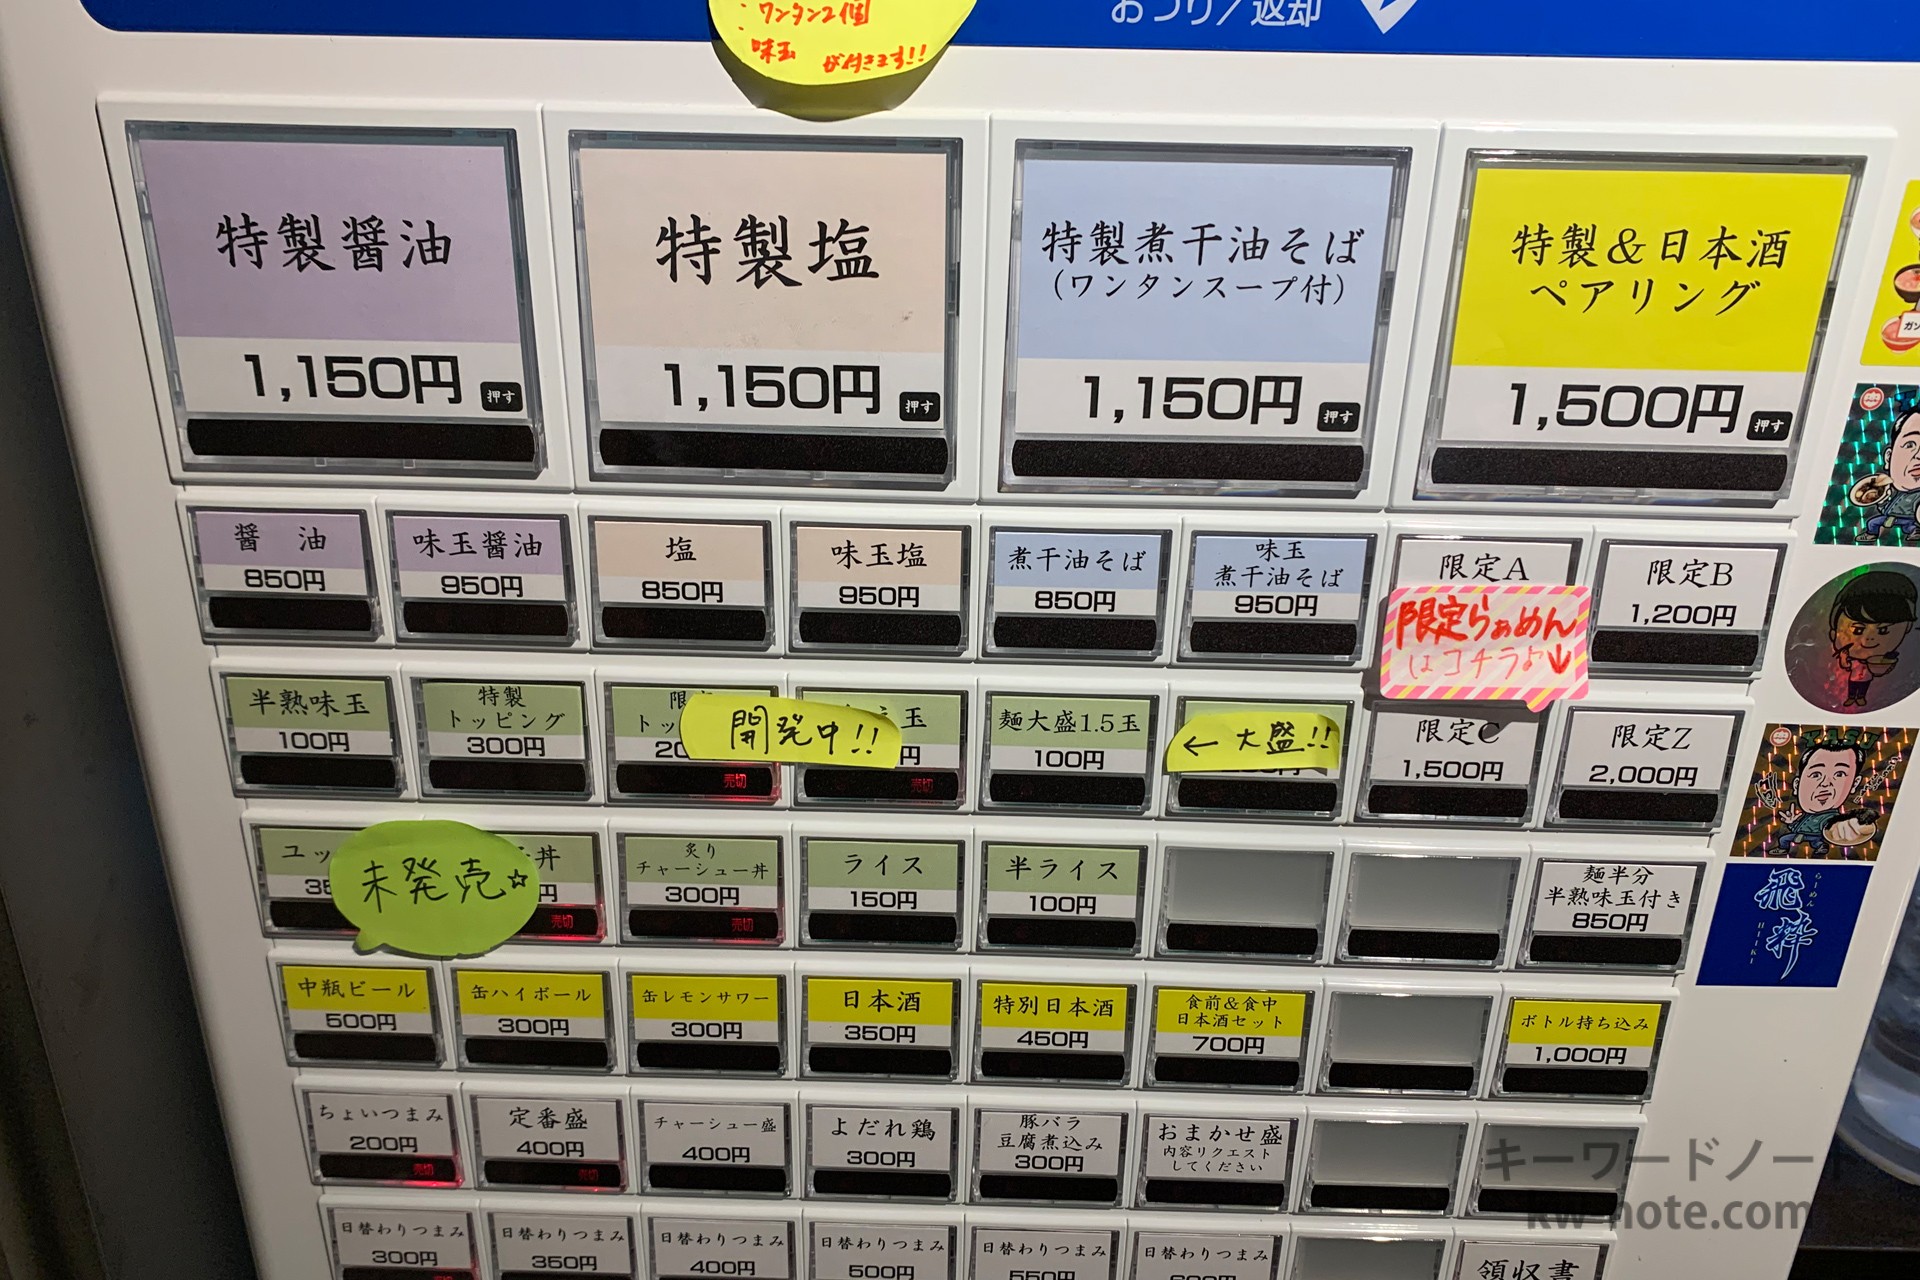 おつり／返却
・ワンタン2個
・味玉 が付きます!!
特製醤油
1,150円 押す
特製塩
1,150円 押す
特製煮干油そば
(ワンタンスープ付)
1,150円 押す
特製&日本酒
ペアリング
1,500円 押す
醤 油
850円
味玉醤油
950円
塩
850円
味玉塩
950円
煮干油そば
850円
味玉
煮干油そば
950円
限定A
限定らぁめん
はコチラ♪↓
限定B
1,200円
半熟味玉
100円
特製
トッピング
300円
限
トッ
20
売切
開発中!!
玉
円
売切
麺大盛1.5玉
100円
← 大盛!!
限定C
1,500円
限定Z
2,000円
ユッ
35
未発売☆
丼
円
売切
炙り
チャーシュー丼
300円
売切
ライス
150円
半ライス
100円
麺半分
半熟味玉付き
850円
中瓶ビール
500円
缶ハイボール
300円
缶レモンサワー
300円
日本酒
350円
特別日本酒
450円
食前&食中
日本酒セット
700円
ボトル持ち込み
1,000円
ちょいつまみ
200円
売切
定番盛
400円
売切
チャーシュー盛
400円
よだれ鶏
300円
豚バラ
豆腐煮込み
300円
おまかせ盛
内容リクエスト
してください
日替わりつまみ
300円
日替わりつまみ
350円
日替わりつまみ
400円
日替わりつまみ
500円
日替わりつまみ
550円
日替わりつまみ
領収書
らーめん
飛粋
HIIKI
キーワードノート
kw-note.com